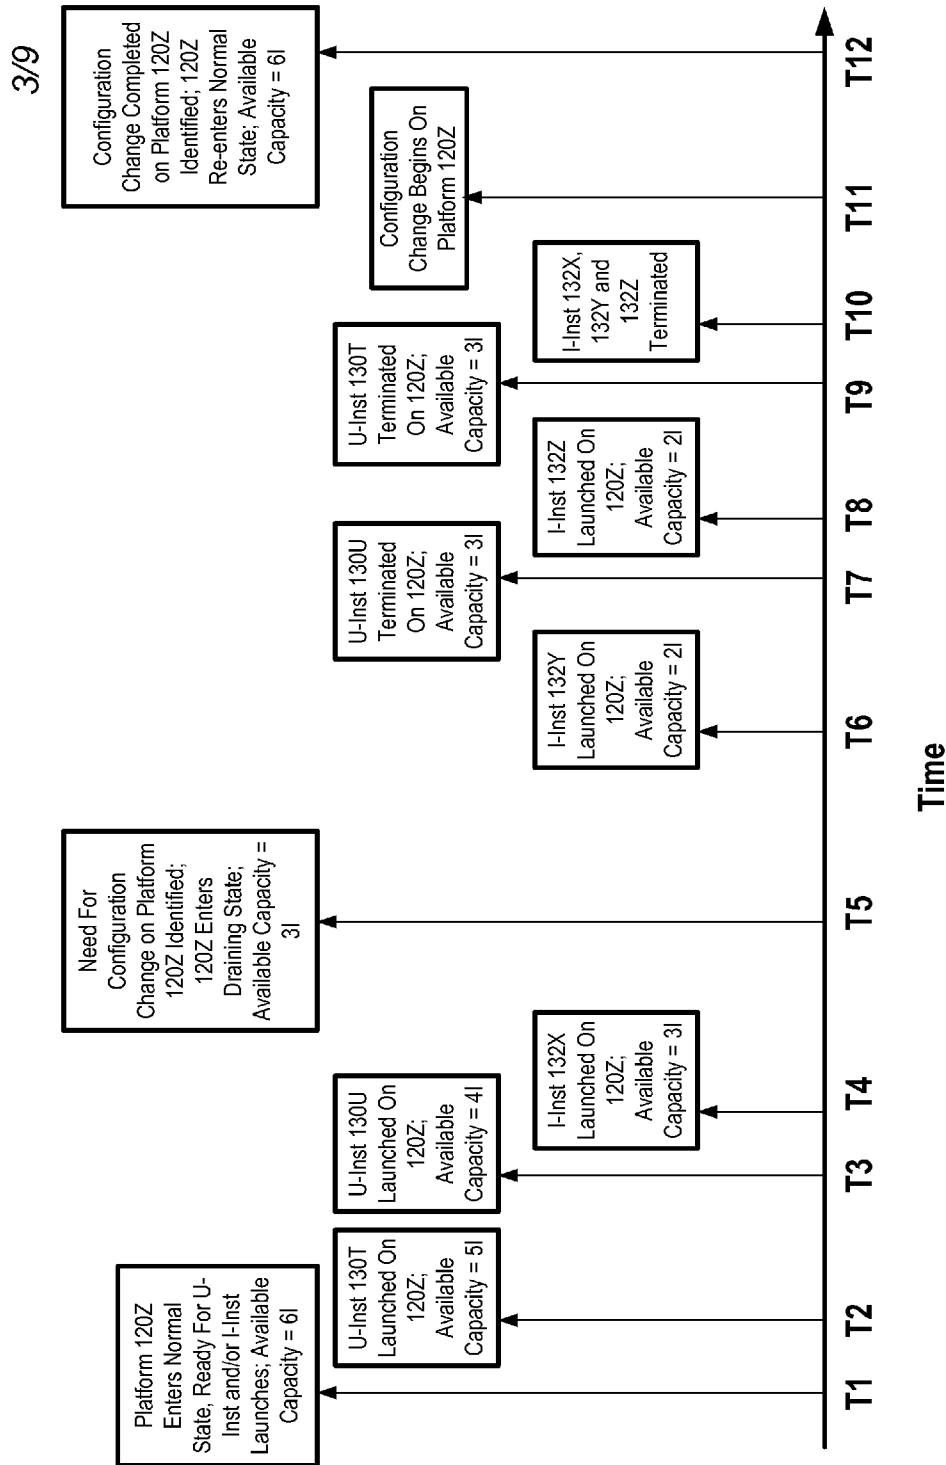 3/9
Platform 120Z
Enters Normal
State, Ready For U-
Inst and/or I-Inst
Launches; Available
Capacity = 6I
U-Inst 130T
Launched On
120Z;
Available
Capacity = 5I
U-Inst 130U
Launched On
120Z;
Available
Capacity = 4I
I-Inst 132X
Launched On
120Z;
Available
Capacity = 3I
Need For
Configuration
Change on Platform
120Z Identified;
120Z Enters
Draining State;
Available Capacity =
3I
I-Inst 132Y
Launched On
120Z;
Available
Capacity = 2I
U-Inst 130U
Terminated
On 120Z;
Available
Capacity = 3I
I-Inst 132Z
Launched On
120Z;
Available
Capacity = 2I
U-Inst 130T
Terminated
On 120Z;
Available
Capacity = 3I
I-Inst 132X,
132Y and
132Z
Terminated
Configuration
Change Begins On
Platform 120Z
Configuration
Change Completed
on Platform 120Z
Identified; 120Z
Re-enters Normal
State; Available
Capacity = 6I
T1
T2
T3
T4
T5
T6
T7
T8
T9
T10
T11
T12
Time